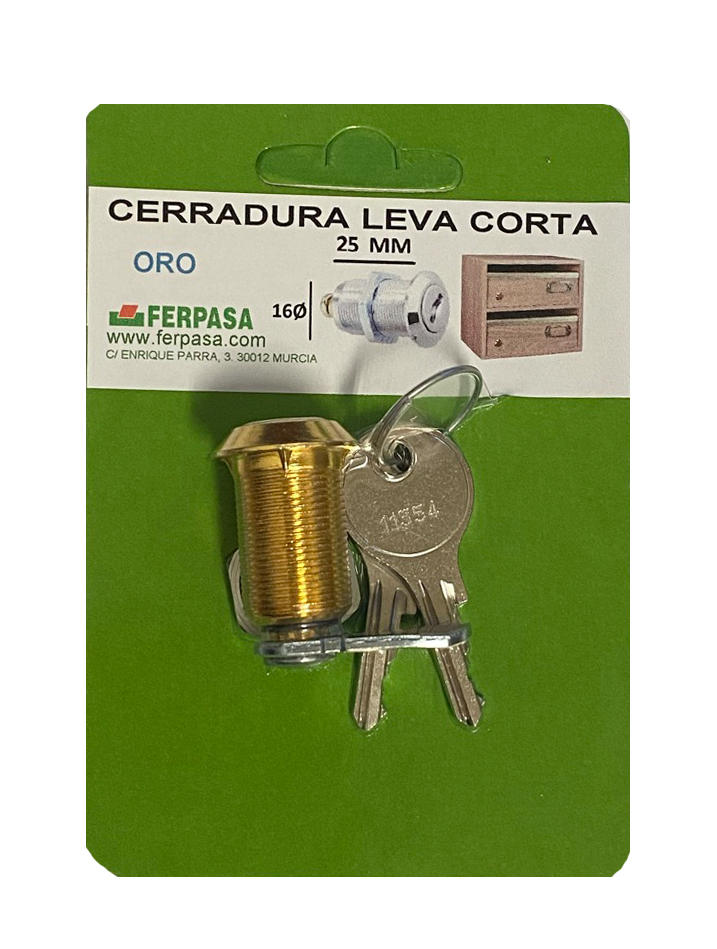 CERRADURA LEVA CORTA
25 MM
ORO
16Ø
FERPASA
www.ferpasa.com
C/ ENRIQUE PARRA, 3. 30012 MURCIA
11354